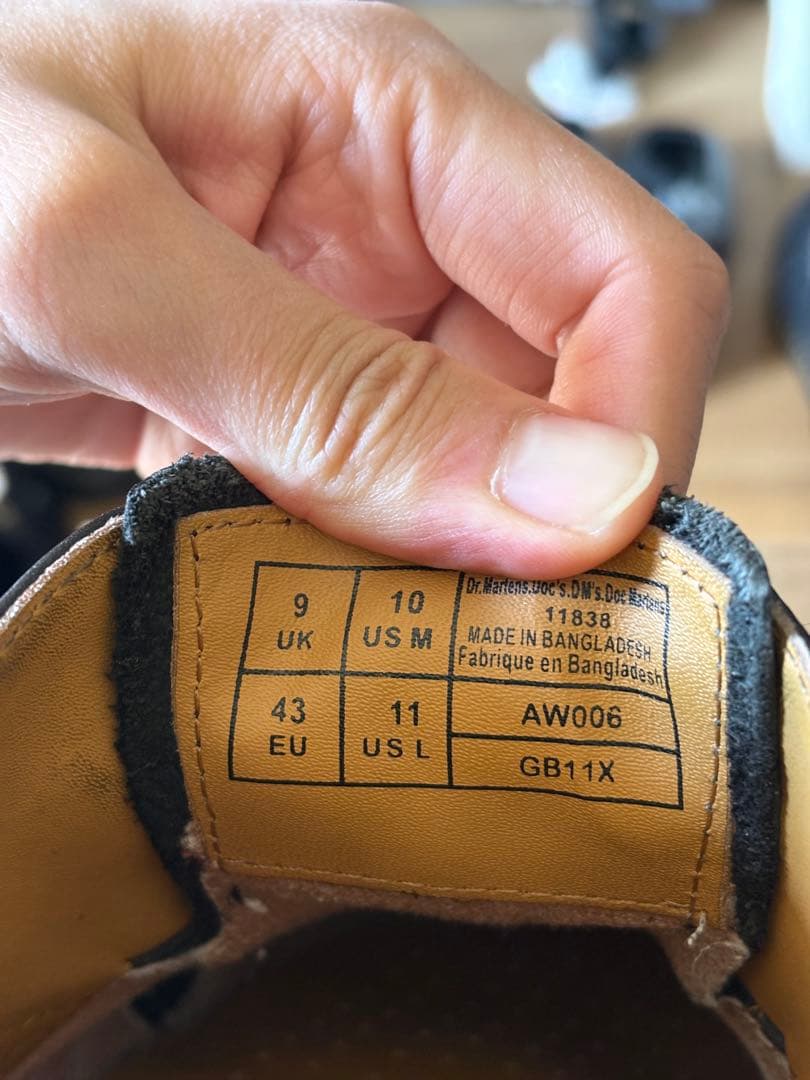 9
UK
10
US M
Dr.Martens.Doc's.DM's.Doc Martens
11838
MADE IN BANGLADESH
Fabrique en Bangladesh
43
EU
11
US L
AW006
GB11X